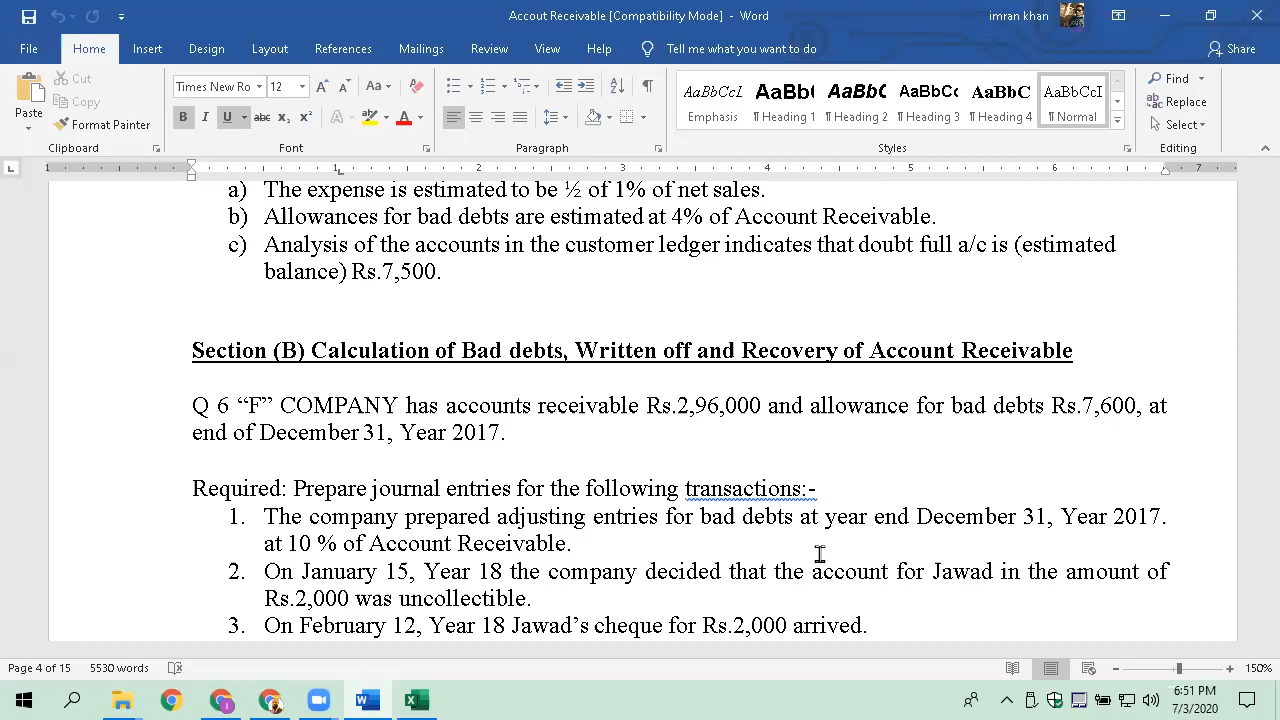 Accout Receivable [Compatibility Mode] - Word
imran khan
File Home Insert Design Layout References Mailings Review View Help Tell me what you want to do Share
Paste
Cut
Copy
Format Painter
Clipboard
Times New Ro 12
Font
Paragraph
AaBbCcI Emphasis
AaBb( ¶ Heading 1
AaBbC ¶ Heading 2
AaBbCc ¶ Heading 3
AaBbC ¶ Heading 4
AaBbCcI ¶ Normal
Styles
Find
Replace
Select
Editing
1 1 2 3 4 5 6 7
a) The expense is estimated to be ½ of 1% of net sales.
b) Allowances for bad debts are estimated at 4% of Account Receivable.
c) Analysis of the accounts in the customer ledger indicates that doubt full a/c is (estimated
balance) Rs.7,500.
Section (B) Calculation of Bad debts, Written off and Recovery of Account Receivable
Q 6 “F” COMPANY has accounts receivable Rs.2,96,000 and allowance for bad debts Rs.7,600, at
end of December 31, Year 2017.
Required: Prepare journal entries for the following transactions:-
1. The company prepared adjusting entries for bad debts at year end December 31, Year 2017.
at 10 % of Account Receivable.
2. On January 15, Year 18 the company decided that the account for Jawad in the amount of
Rs.2,000 was uncollectible.
3. On February 12, Year 18 Jawad’s cheque for Rs.2,000 arrived.
Page 4 of 15 5530 words 150%
6:51 PM
7/3/2020